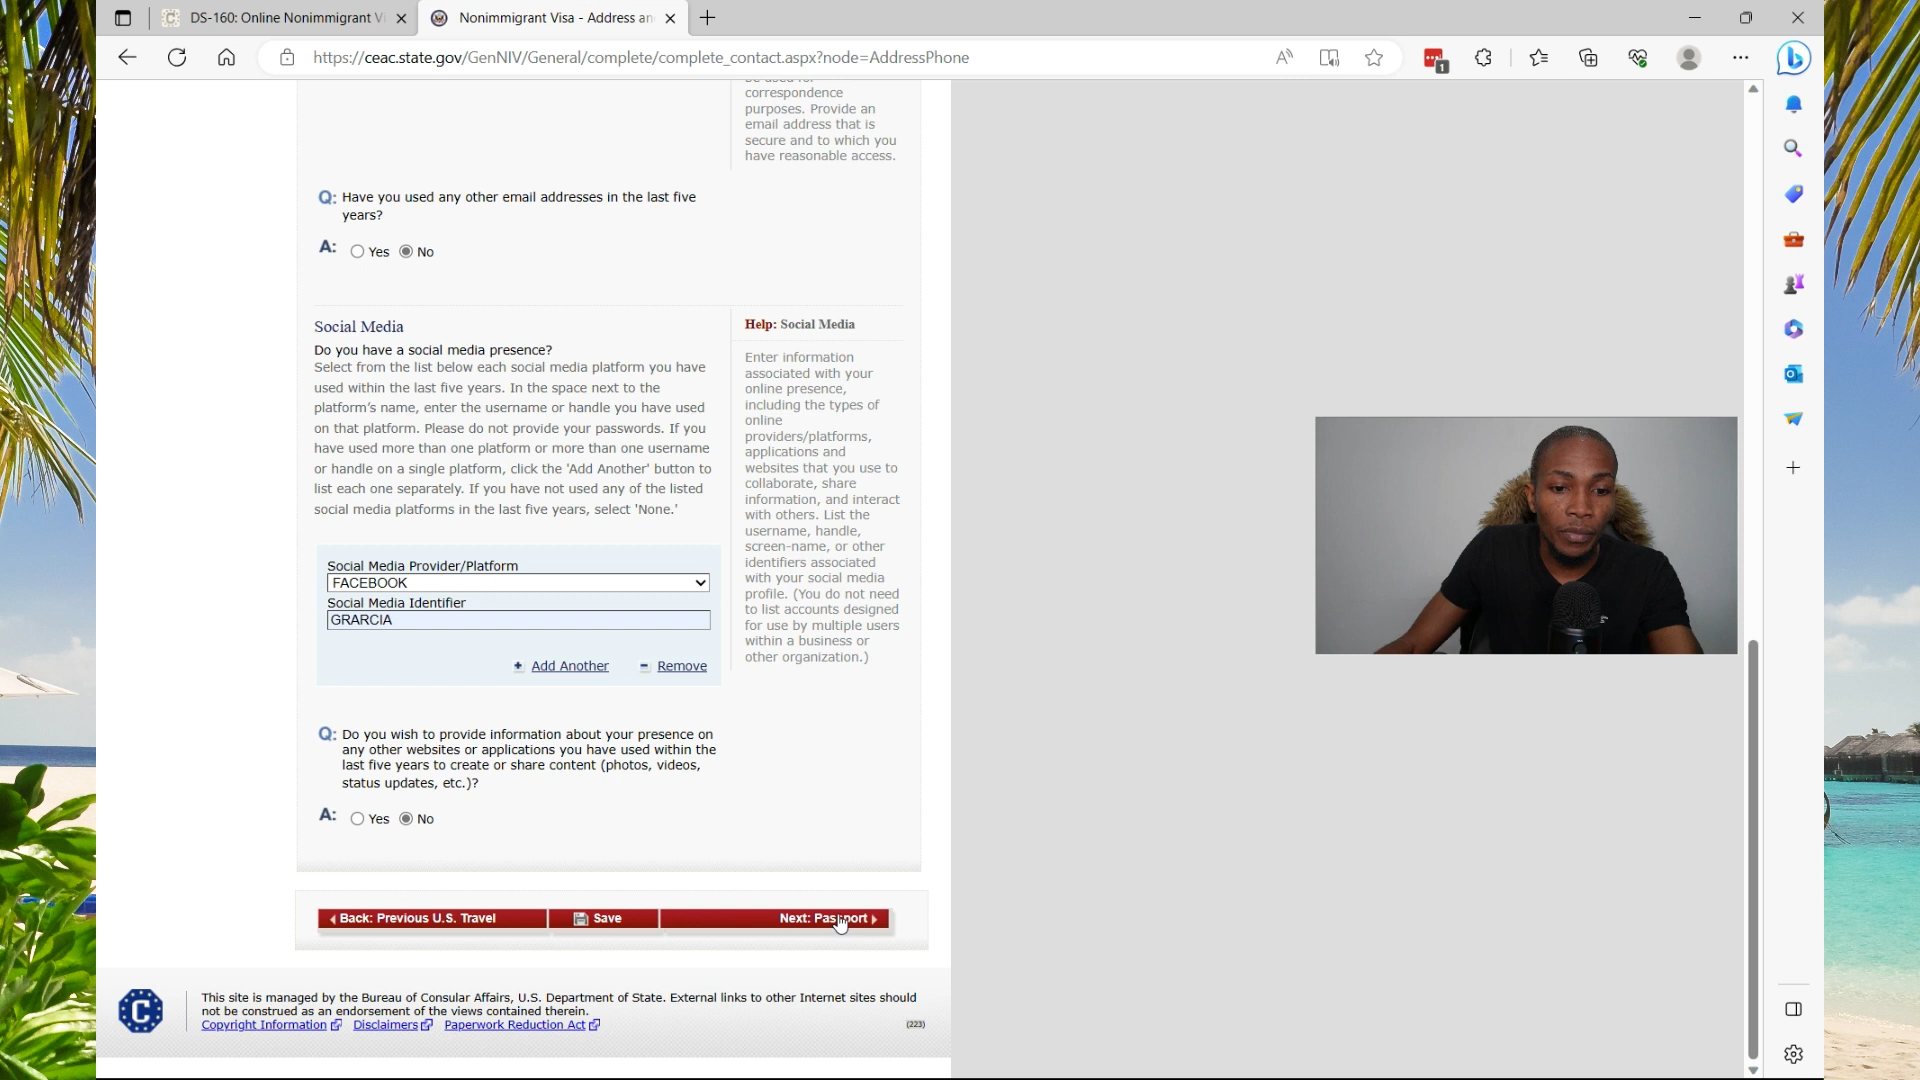 DS-160: Online Nonimmigrant Vi
Nonimmigrant Visa - Address an
https://ceac.state.gov/GenNIV/General/complete/complete_contact.aspx?node=AddressPhone
1
be used for
correspondence
purposes. Provide an
email address that is
secure and to which you
have reasonable access.
Q: Have you used any other email addresses in the last five
years?
A: Yes No
Social Media
Do you have a social media presence?
Select from the list below each social media platform you have
used within the last five years. In the space next to the
platform's name, enter the username or handle you have used
on that platform. Please do not provide your passwords. If you
have used more than one platform or more than one username
or handle on a single platform, click the 'Add Another' button to
list each one separately. If you have not used any of the listed
social media platforms in the last five years, select 'None.'
Help: Social Media
Enter information
associated with your
online presence,
including the types of
online
providers/platforms,
applications and
websites that you use to
collaborate, share
information, and interact
with others. List the
username, handle,
screen-name, or other
identifiers associated
with your social media
profile. (You do not need
to list accounts designed
for use by multiple users
within a business or
other organization.)
Social Media Provider/Platform
FACEBOOK
Social Media Identifier
GRARCIA
Add Another Remove
Q: Do you wish to provide information about your presence on
any other websites or applications you have used within the
last five years to create or share content (photos, videos,
status updates, etc.)?
A: Yes No
Back: Previous U.S. Travel Save Next: Passport
C
This site is managed by the Bureau of Consular Affairs, U.S. Department of State. External links to other Internet sites should
not be construed as an endorsement of the views contained therein.
Copyright Information Disclaimers Paperwork Reduction Act (223)